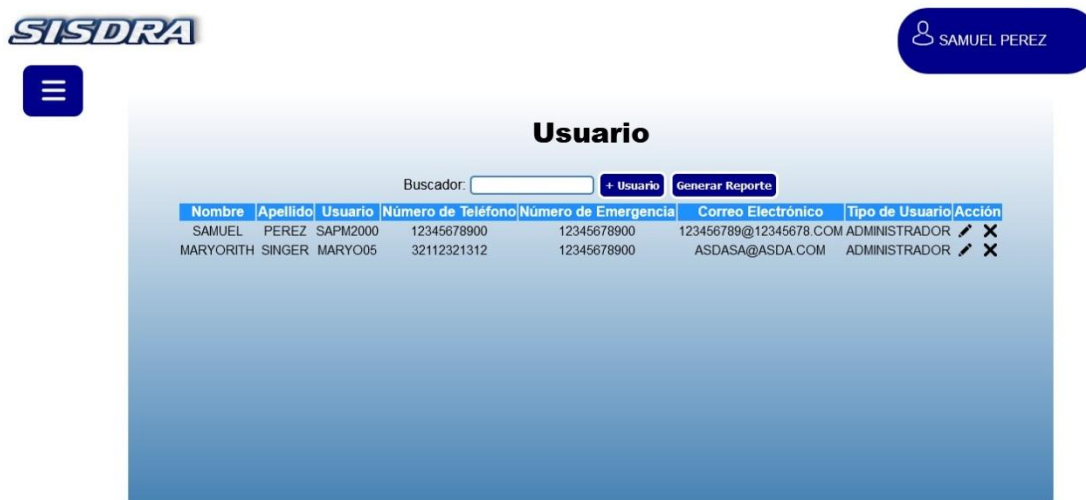 SISDRA
SAMUEL PEREZ
Usuario
Buscador: + Usuario Generar Reporte
Nombre Apellido Usuario Número de Teléfono Número de Emergencia Correo Electrónico Tipo de Usuario Acción
SAMUEL PEREZ SAPM2000 12345678900 12345678900 123456789@12345678.COM ADMINISTRADOR
MARYORITH SINGER MARYO05 32112321312 12345678900 ASDASA@ASDA.COM ADMINISTRADOR